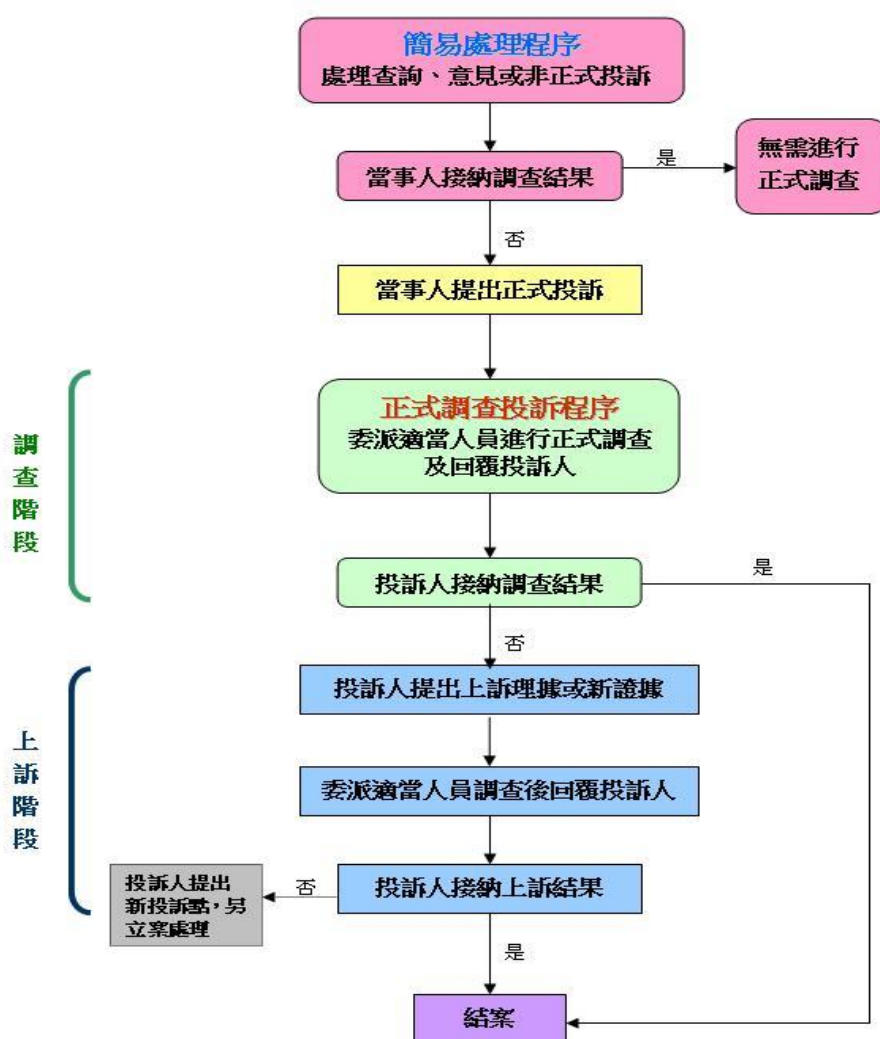 簡易處理程序
處理查詢、意見或非正式投訴
當事人接納調查結果
是
無需進行
正式調查
否
當事人提出正式投訴
調
查
階
段
正式調查投訴程序
委派適當人員進行正式調查
及回覆投訴人
投訴人接納調查結果
是
否
上
訴
階
段
投訴人提出上訴理據或新證據
委派適當人員調查後回覆投訴人
投訴人接納上訴結果
否
投訴人提出
新投訴點,另
立案處理
是
結案